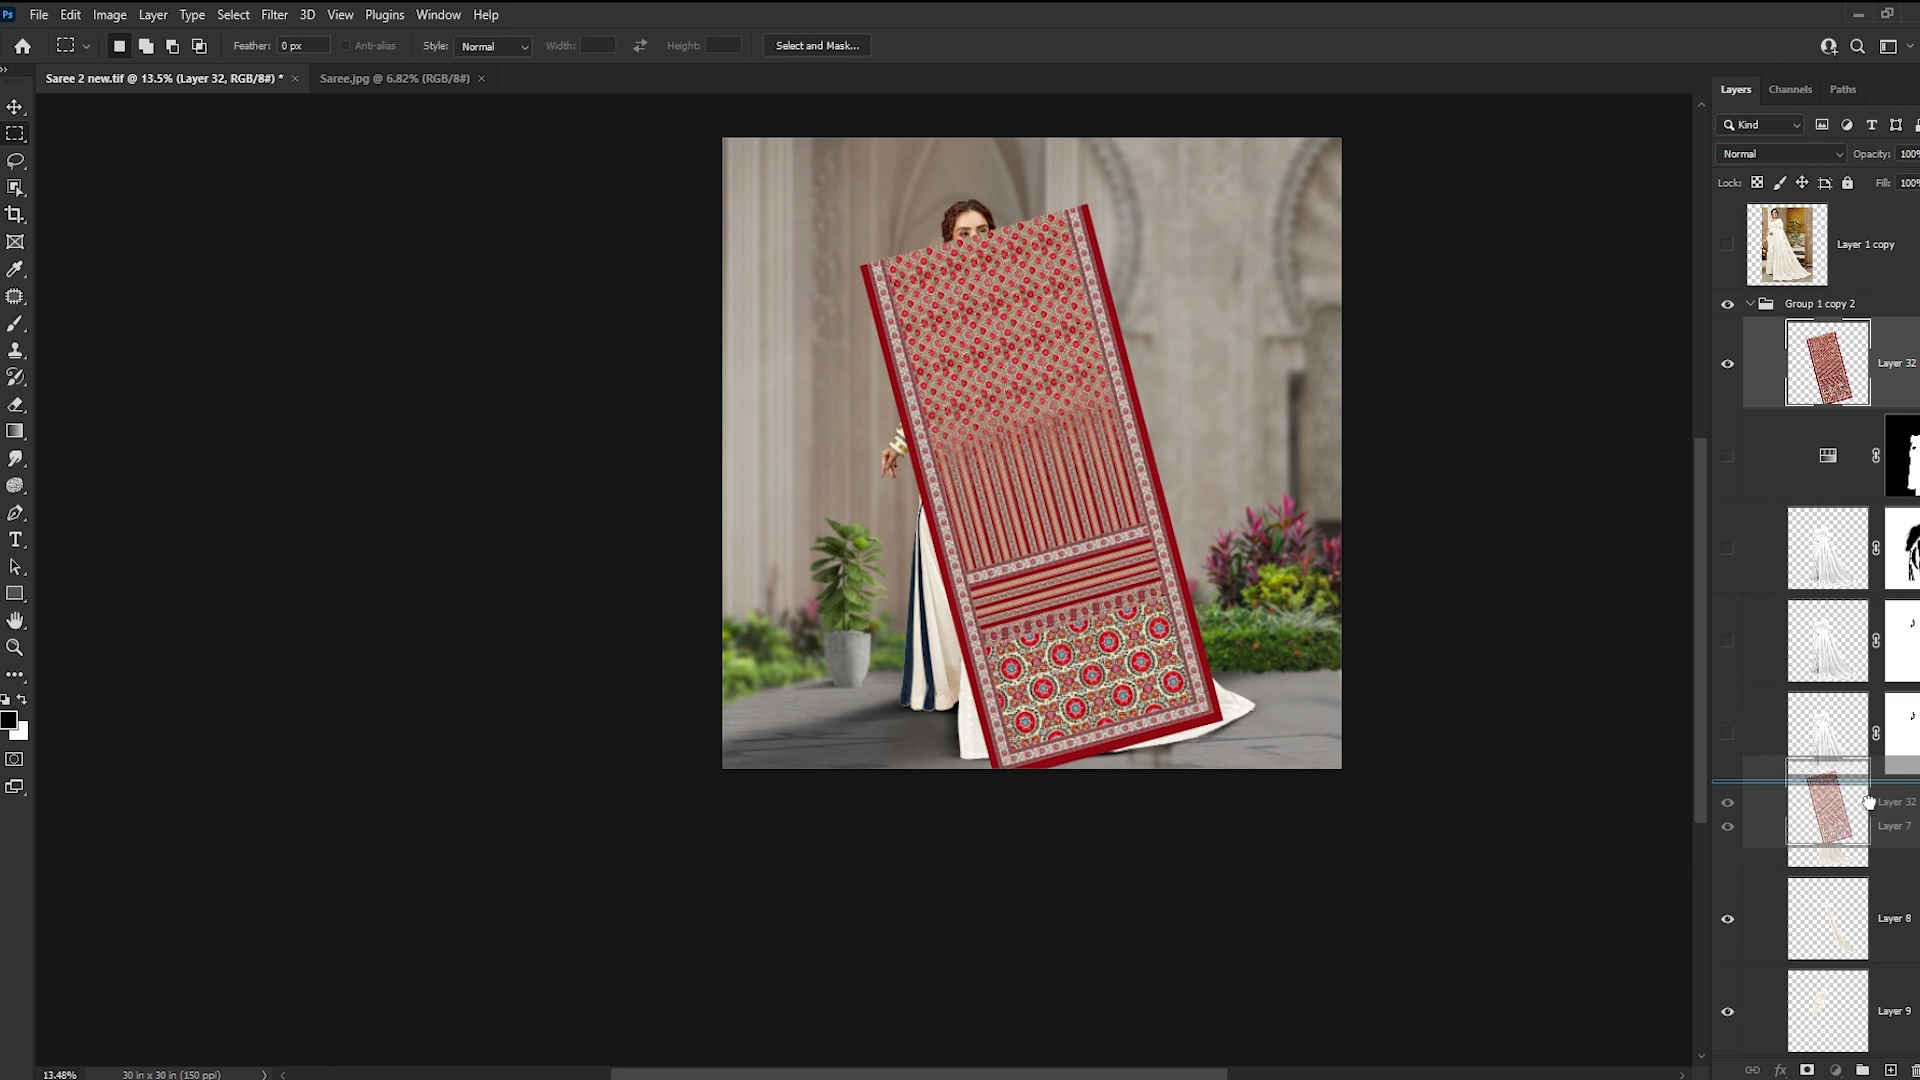 Ps File Edit Image Layer Type Select Filter 3D View Plugins Window Help
Feather: 0 px Anti-alias Style: Normal Width: Height: Select and Mask...
Saree 2 new.tif @ 13.5% (Layer 32, RGB/8#) * × Saree.jpg @ 6.82% (RGB/8#) ×
Layers Channels Paths
Kind
Normal Opacity: 100%
Lock: Fill: 100%
Layer 1 copy
Group 1 copy 2
Layer 32
Layer 32
Layer 7
Layer 8
Layer 9
13.48% 30 in x 30 in (150 ppi)